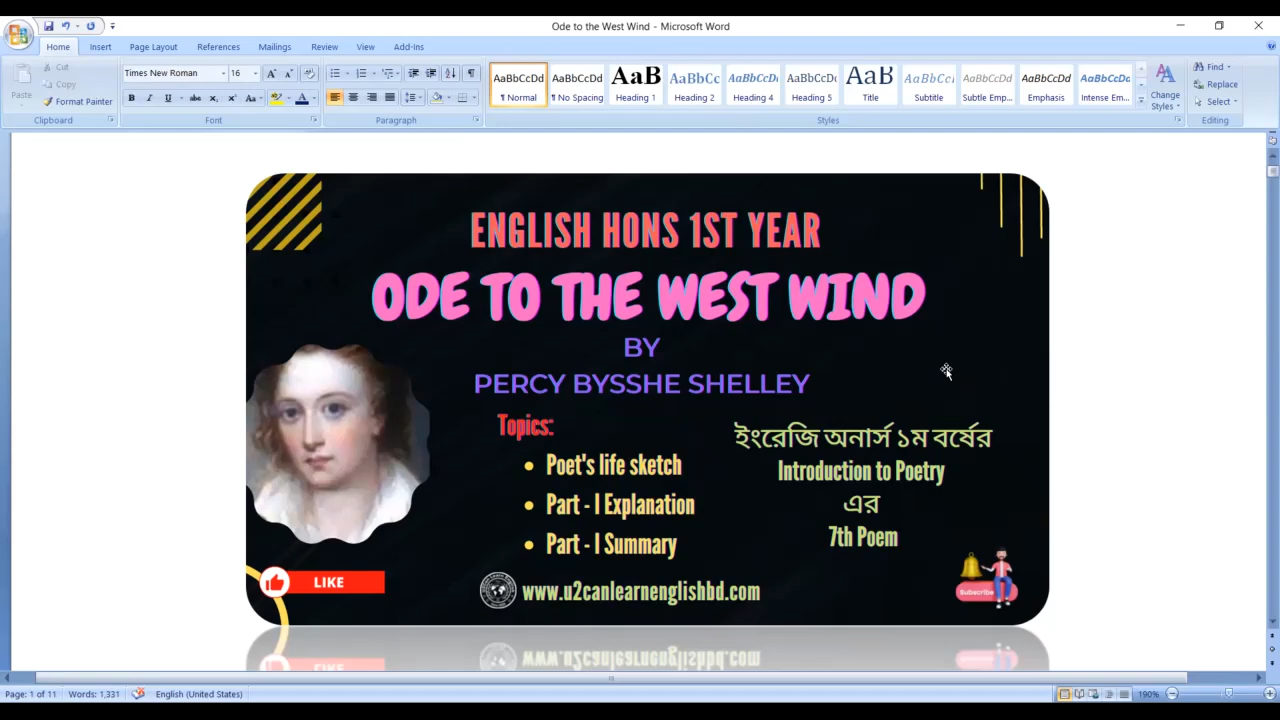 Ode to the West Wind - Microsoft Word
Home Insert Page Layout References Mailings Review View Add-Ins
Paste
Cut
Copy
Format Painter
Times New Roman 16
AaBbCcDd AaBbCcDd AaB AaBbCc AaBbCcDc AaBbCcDc AaB AaBbCc AaBbCcDd AaBbCcDd AaBbCcDc
¶ Normal ¶ No Spacing Heading 1 Heading 2 Heading 4 Heading 5 Title Subtitle Subtle Emp... Emphasis Intense Em...
Change Styles
Find
Replace
Select
Clipboard Font Paragraph Styles Editing
ENGLISH HONS 1ST YEAR
ODE TO THE WEST WIND
BY
PERCY BYSSHE SHELLEY
Topics:
• Poet's life sketch
• Part - I Explanation
• Part - I Summary
ইংরেজি অনার্স ১ম বর্ষের
Introduction to Poetry
এর
7th Poem
LIKE
www.u2canlearnenglishbd.com
Subscribe
Page: 1 of 11 Words: 1,331 English (United States) 190%